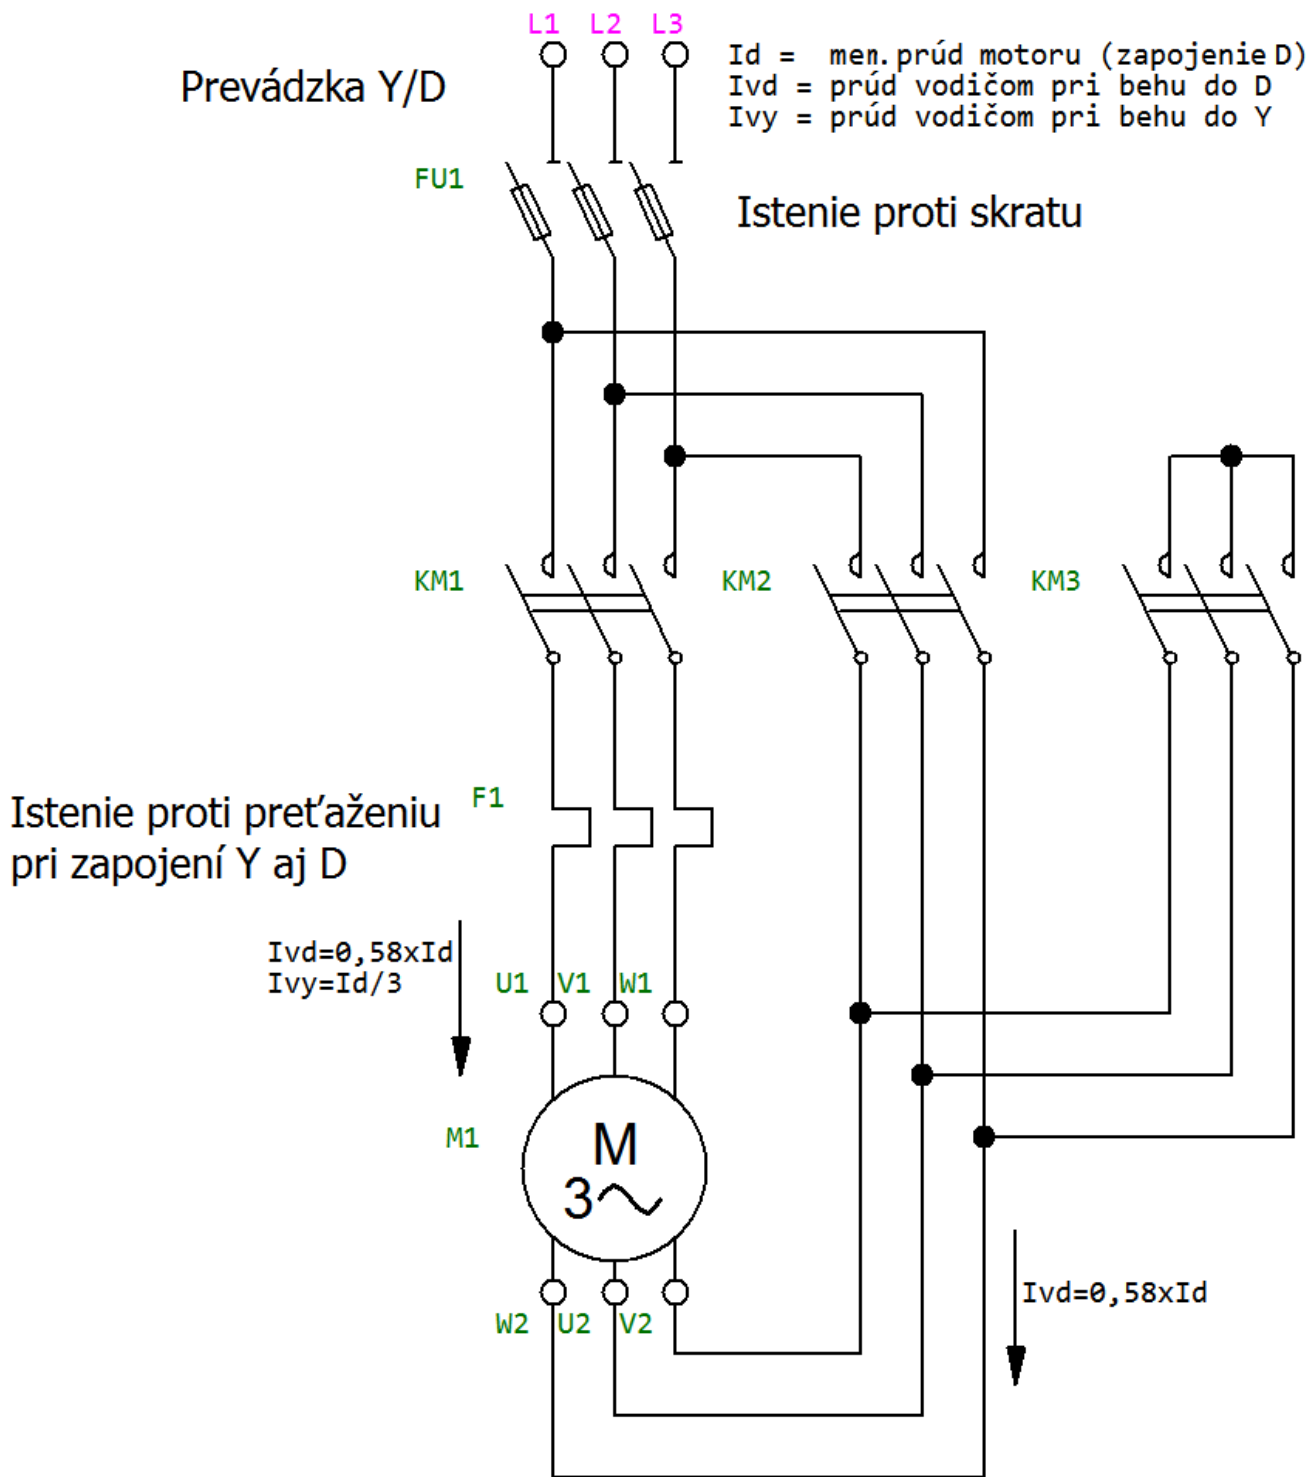 L1 L2 L3
Prevádzka Y/D
Id = men.prúd motoru (zapojenie D)
Ivd = prúd vodičom pri behu do D
Ivy = prúd vodičom pri behu do Y
FU1
Istenie proti skratu
KM1 KM2 KM3
F1
Istenie proti preťaženiu
pri zapojení Y aj D
Ivd=0,58xId
Ivy=Id/3
U1 V1 W1
M1
M
3
W2 U2 V2
Ivd=0,58xId